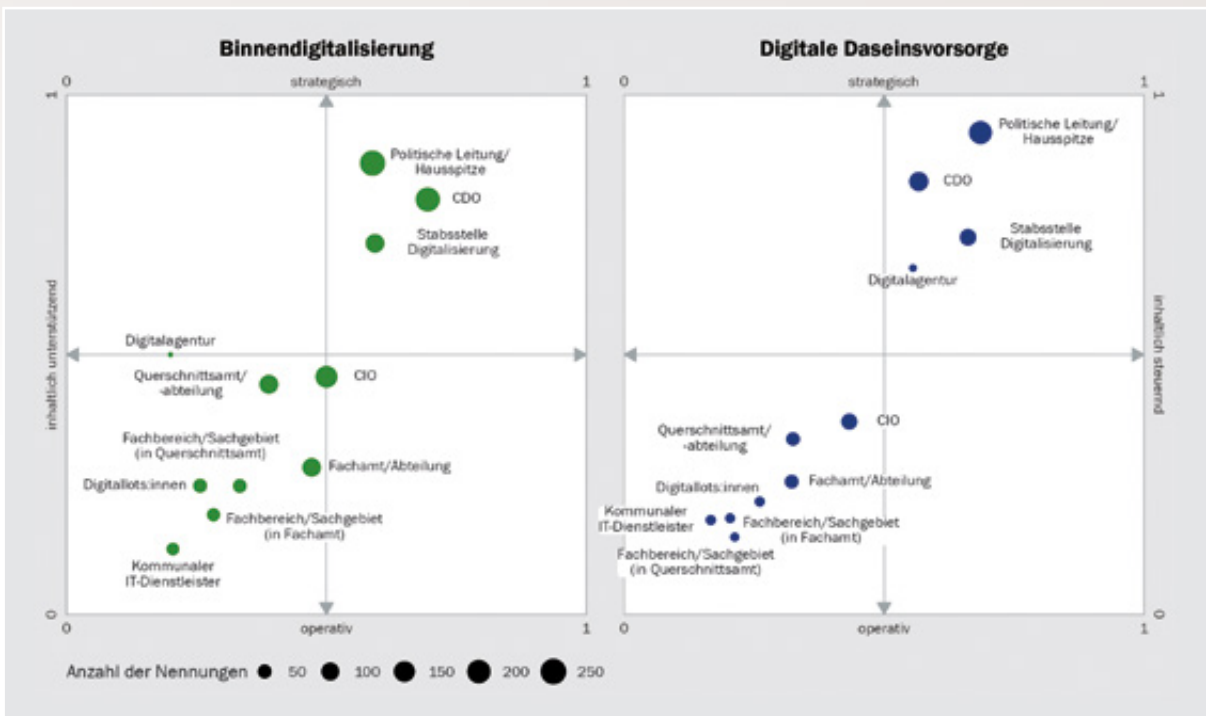 Binnendigitalisierung
0
strategisch
1
1
Politische Leitung/
Hausspitze
CDO
Stabsstelle
Digitalisierung
inhaltlich unterstützend
Digitalagentur
Querschnittsamt/
-abteilung
CIO
Fachbereich/Sachgebiet
(in Querschnittsamt)
Fachamt/Abteilung
Digitallots:innen
Fachbereich/Sachgebiet
(in Fachamt)
Kommunaler
IT-Dienstleister
0
0
operativ
1
Digitale Daseinsvorsorge
0
strategisch
1
1
Politische Leitung/
Hausspitze
CDO
Stabsstelle
Digitalisierung
Digitalagentur
inhaltlich steuernd
CIO
Querschnittsamt/
-abteilung
Fachamt/Abteilung
Digitallots:innen
Kommunaler
IT-Dienstleister
Fachbereich/Sachgebiet
(in Fachamt)
Fachbereich/Sachgebiet
(in Querschnittsamt)
0
0
operativ
1
Anzahl der Nennungen 50 100 150 200 250